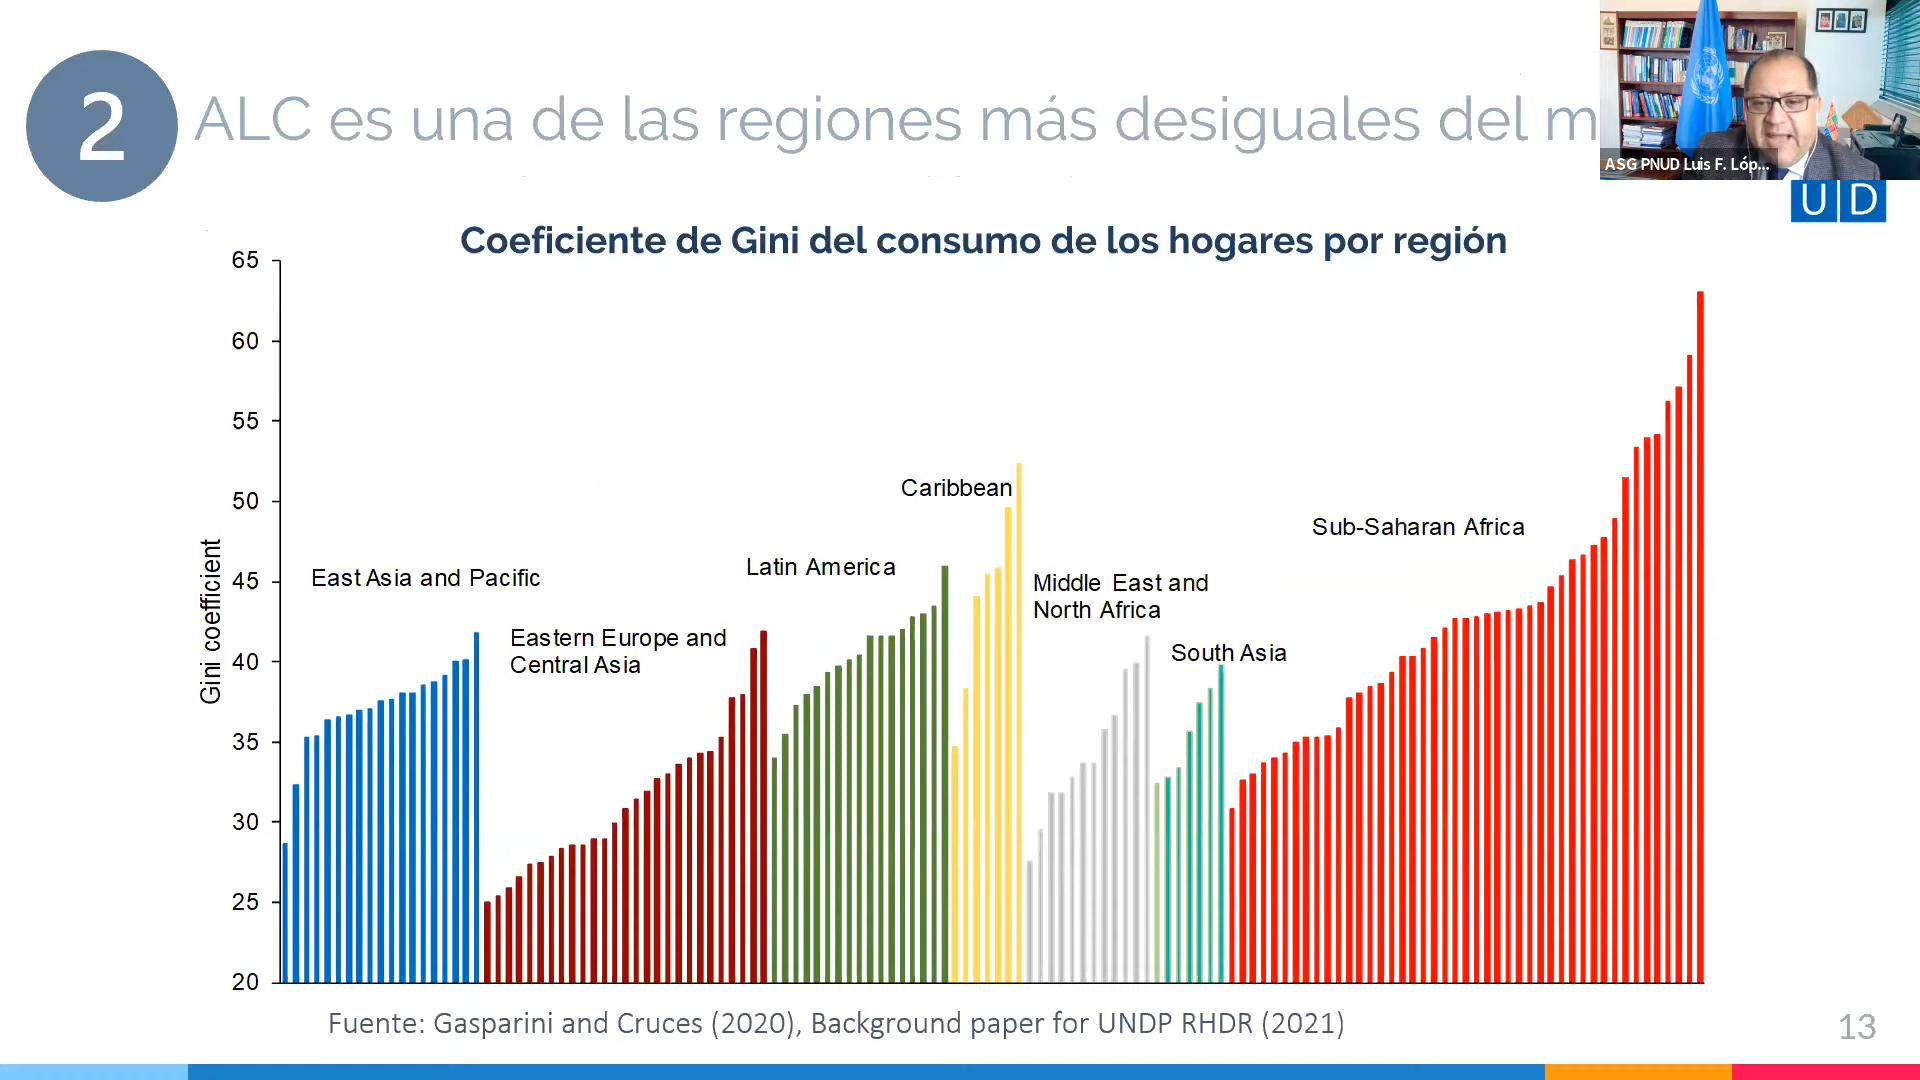 2
ALC es una de las regiones más desiguales del m
ASG PNUD Luis F. Lóp...
U D
Coeficiente de Gini del consumo de los hogares por región
65
60
55
50
45
40
35
30
25
20
Gini coefficient
East Asia and Pacific
Eastern Europe and
Central Asia
Latin America
Caribbean
Middle East and
North Africa
South Asia
Sub-Saharan Africa
Fuente: Gasparini and Cruces (2020), Background paper for UNDP RHDR (2021)
13